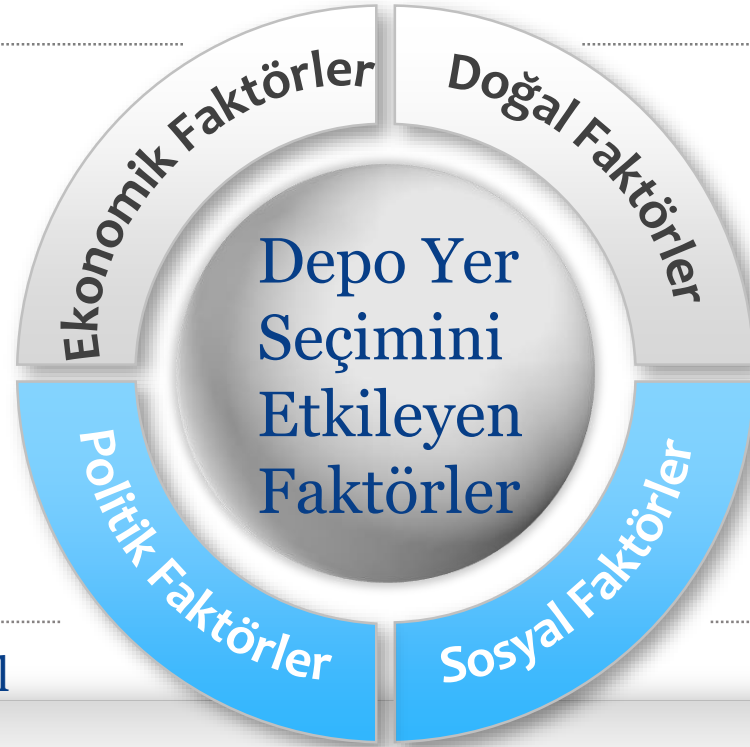 Ekonomik Faktörler
Doğal Faktörler
Depo Yer
Seçimini
Etkileyen
Faktörler
Politik Faktörler
Sosyal Faktörler